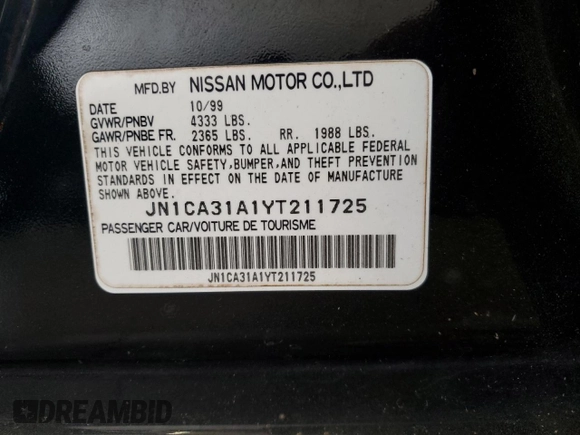 MFD.BY NISSAN MOTOR CO.,LTD
DATE 10/99
GVWR/PNBV 4333 LBS.
GAWR/PNBE FR. 2365 LBS. RR. 1988 LBS.
THIS VEHICLE CONFORMS TO ALL APPLICABLE FEDERAL
MOTOR VEHICLE SAFETY,BUMPER,AND THEFT PREVENTION
STANDARDS IN EFFECT ON THE DATE OF MANUFACTURE
SHOWN ABOVE.
JN1CA31A1YT211725
PASSENGER CAR/VOITURE DE TOURISME
JN1CA31A1YT211725
DREAMBID